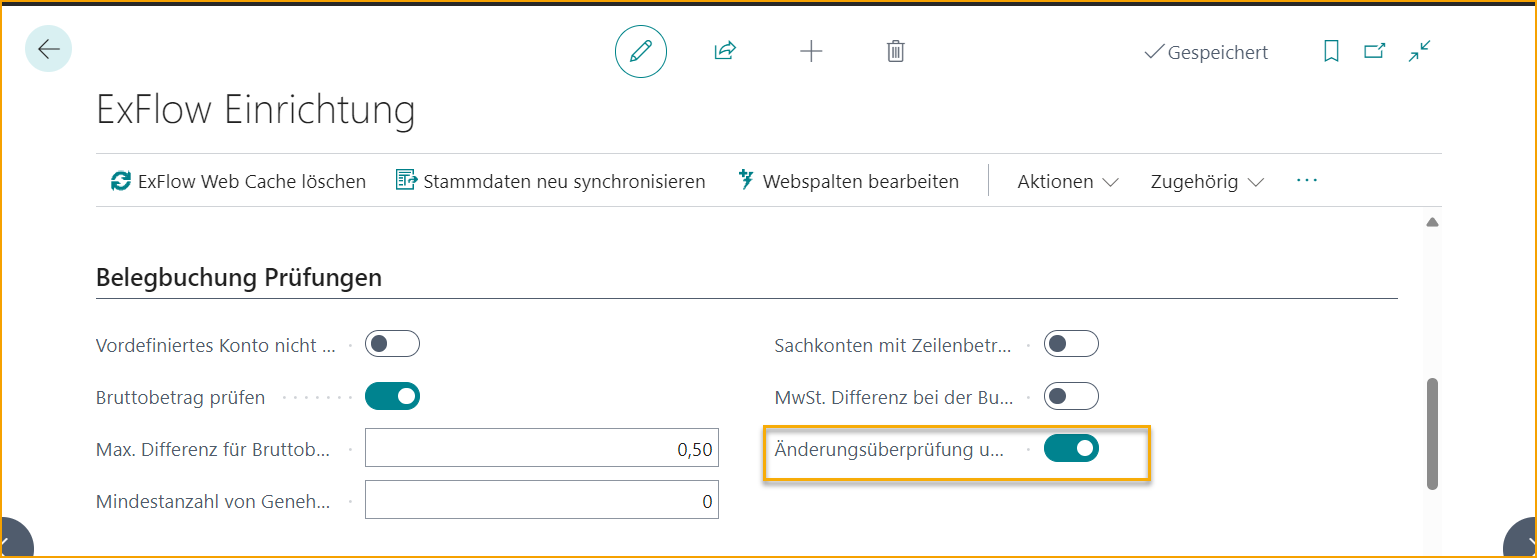 Gespeichert
ExFlow Einrichtung
ExFlow Web Cache löschen Stammdaten neu synchronisieren Webspalten bearbeiten Aktionen Zugehörig ...
Belegbuchung Prüfungen
Vordefiniertes Konto nicht ...
Sachkonten mit Zeilenbetr...
Bruttobetrag prüfen
MwSt. Differenz bei der Bu...
Max. Differenz für Bruttob... 0,50
Änderungsüberprüfung u...
Mindestanzahl von Geneh... 0